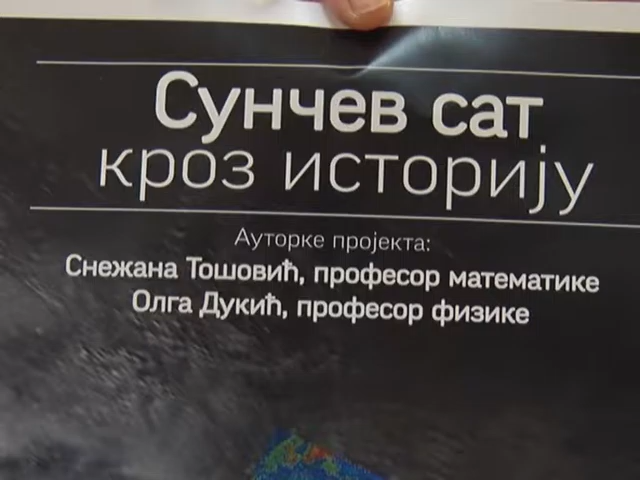 Сунчев сат
кроз историју
Ауторке пројекта:
Снежана Тошовић, професор математике
Олга Дукић, професор физике